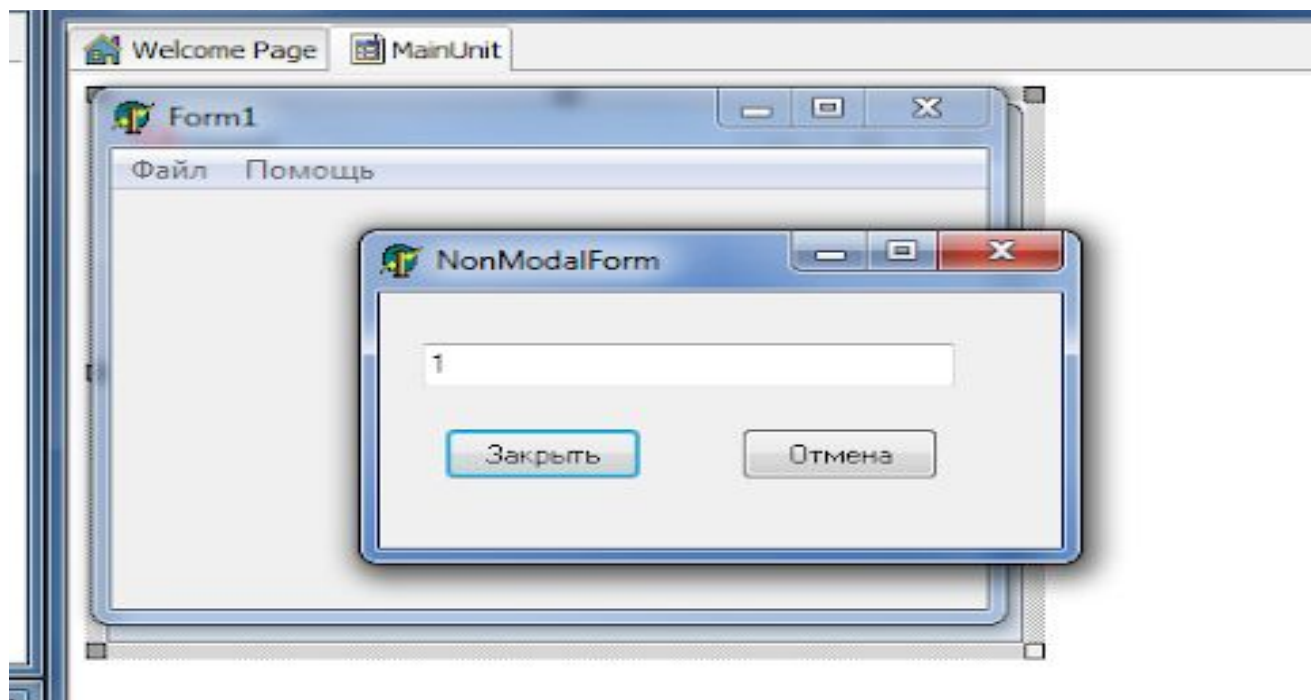 Welcome Page MainUnit
Form1
Файл Помощь
NonModalForm
1
Закрыть Отмена